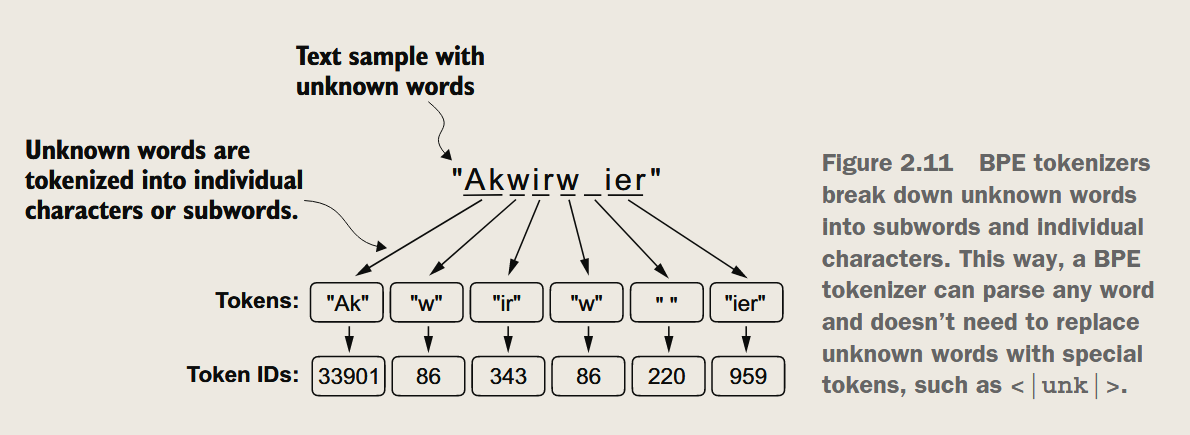 Text sample with
unknown words
Unknown words are
tokenized into individual
characters or subwords.
"Akwirw ier"
Tokens: "Ak" "w" "ir" "w" " " "ier"
Token IDs: 33901 86 343 86 220 959
Figure 2.11 BPE tokenizers
break down unknown words
into subwords and individual
characters. This way, a BPE
tokenizer can parse any word
and doesn’t need to replace
unknown words with special
tokens, such as <|unk|>.